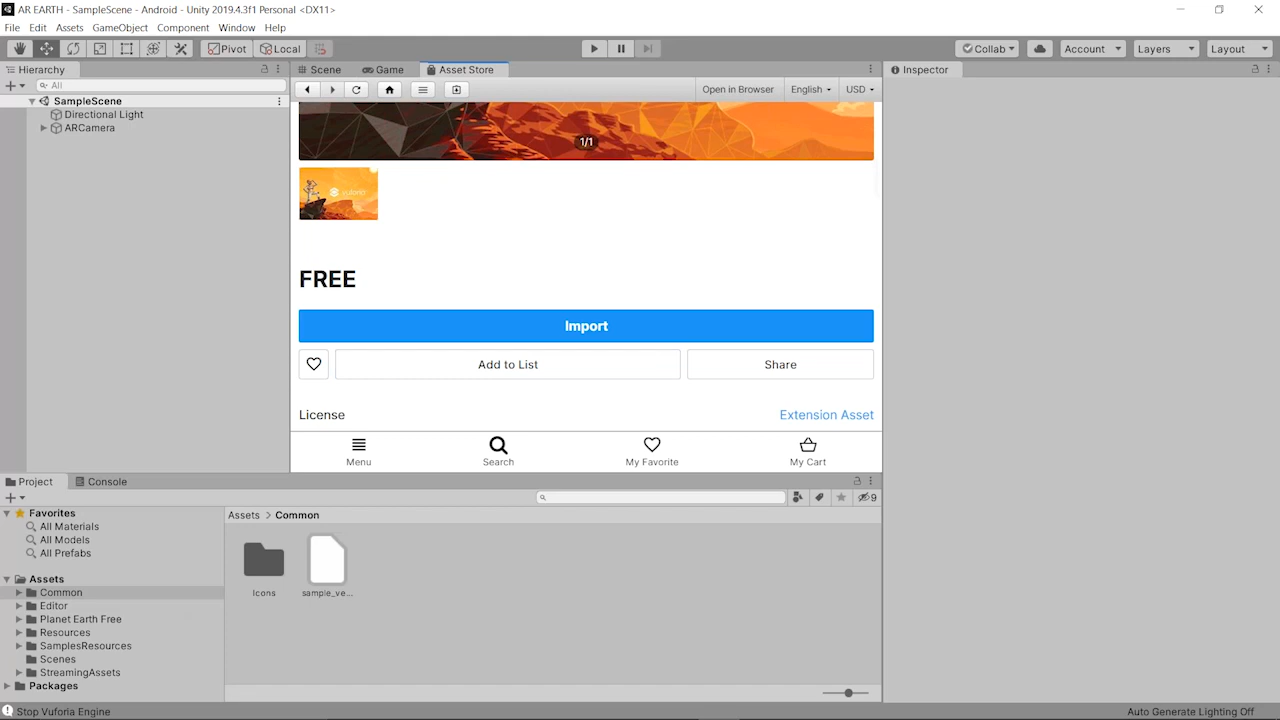 AR EARTH - SampleScene - Android - Unity 2019.4.3f1 Personal <DX11>
File Edit Assets GameObject Component Window Help
Pivot Local Collab Account Layers Layout
Hierarchy Scene Game Asset Store Inspector
All Open in Browser English USD
SampleScene
Directional Light
ARCamera
1/1
vuforia
FREE
Import
Add to List Share
License Extension Asset
Menu Search My Favorite My Cart
Project Console
9
Favorites
All Materials
All Models
All Prefabs
Assets > Common
Icons sample_ve...
Assets
Common
Editor
Planet Earth Free
Resources
SamplesResources
Scenes
StreamingAssets
Packages
Stop Vuforia Engine Auto Generate Lighting Off